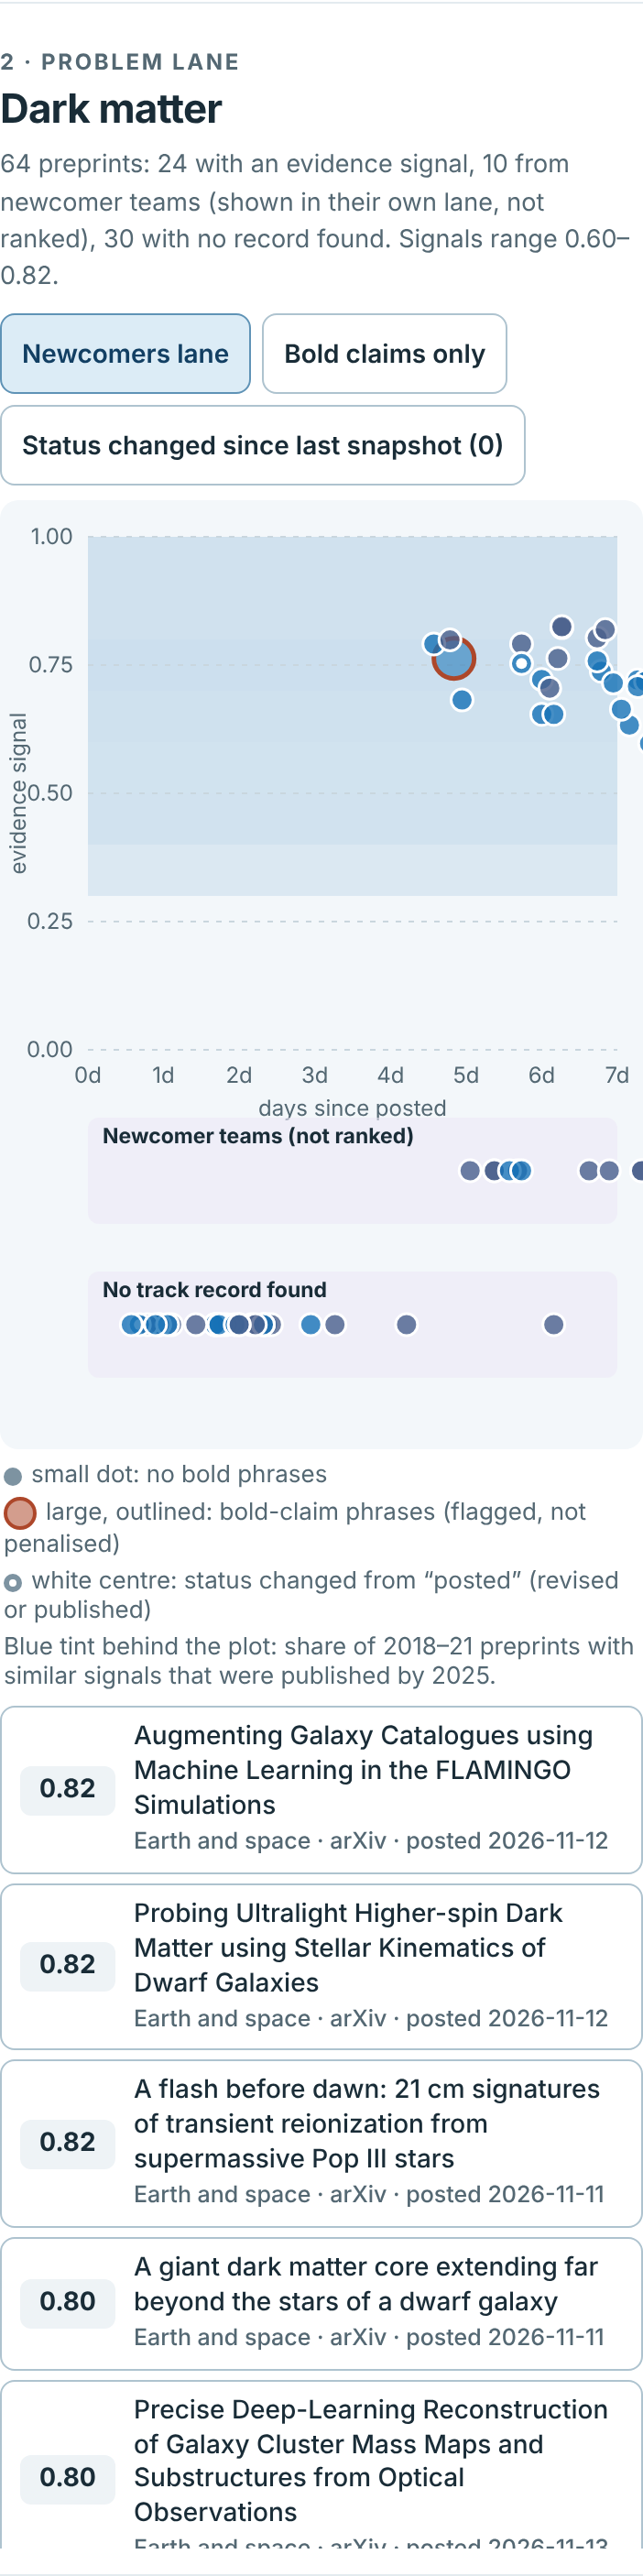 2 · PROBLEM LANE
Dark matter
64 preprints: 24 with an evidence signal, 10 from
newcomer teams (shown in their own lane, not
ranked), 30 with no record found. Signals range 0.60–
0.82.
Newcomers lane
Bold claims only
Status changed since last snapshot (0)
1.00
0.75
0.50
0.25
0.00
evidence signal
0d 1d 2d 3d 4d 5d 6d 7d
days since posted
Newcomer teams (not ranked)
No track record found
small dot: no bold phrases
large, outlined: bold-claim phrases (flagged, not
penalised)
white centre: status changed from “posted” (revised
or published)
Blue tint behind the plot: share of 2018–21 preprints with
similar signals that were published by 2025.
0.82
Augmenting Galaxy Catalogues using
Machine Learning in the FLAMINGO
Simulations
Earth and space · arXiv · posted 2026-11-12
0.82
Probing Ultralight Higher-spin Dark
Matter using Stellar Kinematics of
Dwarf Galaxies
Earth and space · arXiv · posted 2026-11-12
0.82
A flash before dawn: 21 cm signatures
of transient reionization from
supermassive Pop III stars
Earth and space · arXiv · posted 2026-11-11
0.80
A giant dark matter core extending far
beyond the stars of a dwarf galaxy
Earth and space · arXiv · posted 2026-11-11
0.80
Precise Deep-Learning Reconstruction
of Galaxy Cluster Mass Maps and
Substructures from Optical
Observations
Earth and space · arXiv · posted 2026-11-13